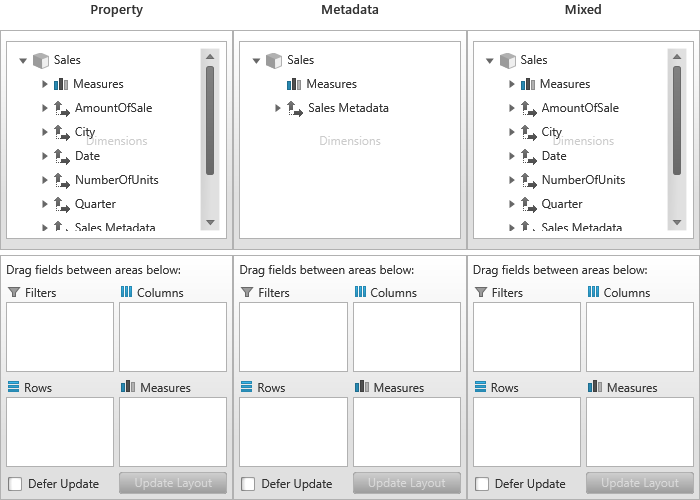 Property Metadata Mixed
Sales Sales Sales
Measures Measures Measures
AmountOfSale Sales Metadata AmountOfSale
City City
Dimensions Dimensions Dimensions
Date Date
NumberOfUnits NumberOfUnits
Quarter Quarter
Sales Metadata Sales Metadata
Drag fields between areas below: Drag fields between areas below: Drag fields between areas below:
Filters Columns Filters Columns Filters Columns
Rows Measures Rows Measures Rows Measures
Defer Update Update Layout Defer Update Update Layout Defer Update Update Layout